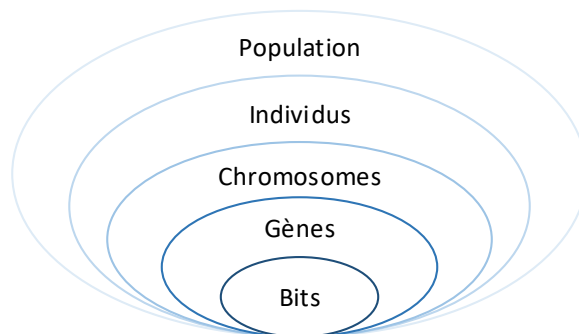 Population
Individus
Chromosomes
Gènes
Bits